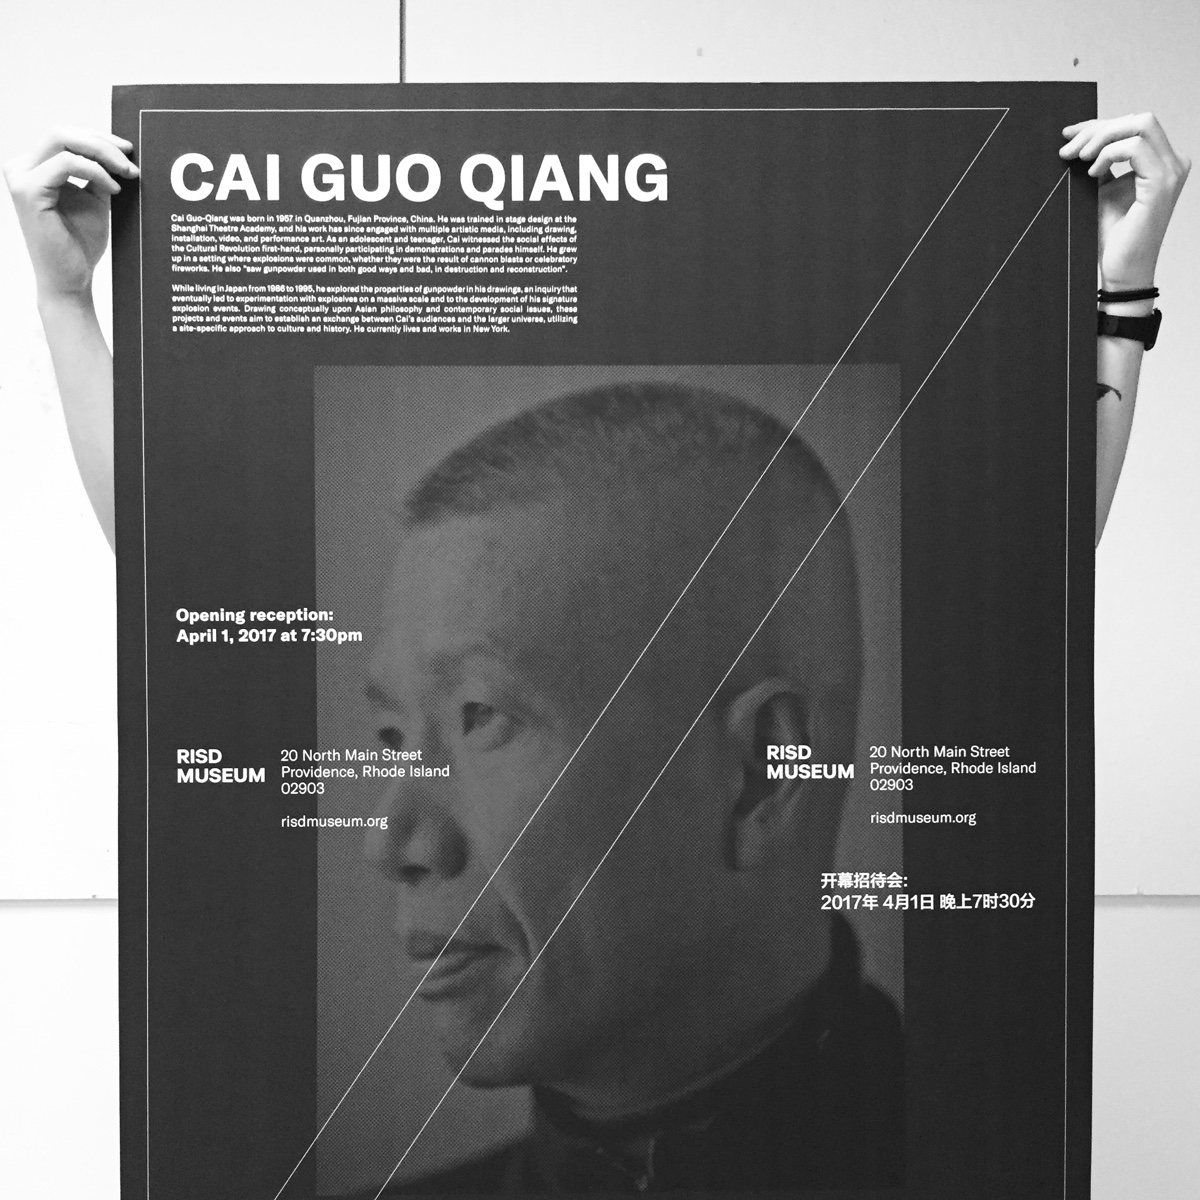 CAI GUO QIANG
Cai Guo-Qiang was born in 1957 in Quanzhou, Fujian Province, China. He was trained in stage design at the
Shanghai Theatre Academy, and his work has since engaged with multiple artistic media, including drawing,
installation, video, and performance art. As an adolescent and teenager, Cai witnessed the social effects of
the Cultural Ravolution first-hand, personally participating in demonstrations and parades himself. He grew
up in a setting where explosions were common, whether they were the result of cannon blasts or celebratory
fireworks. He also "saw gunpowder used in both good ways and bad, in destruction and reconstruction".
While living in Japan from 1986 to 1995, he explored the properties of gunpowder in his drawings, an inquiry that
eventually led to experimentation with explosives on a massive scale and to the development of his signature
explosion events. Drawing conceptually upon Asian philosophy and contemporary social issues, these
projects and events aim to establish an exchange between Cai's audiences and the larger universe, utilizing
a site-specific approach to culture and history. He currently lives and works in New York.
Opening reception:
April 1, 2017 at 7:30pm
RISD
MUSEUM
20 North Main Street
Providence, Rhode Island
02903
risdmuseum.org
RISD
MUSEUM
20 North Main Street
Providence, Rhode Island
02903
risdmuseum.org
开幕招待会:
2017年 4月1日 晚上7时30分